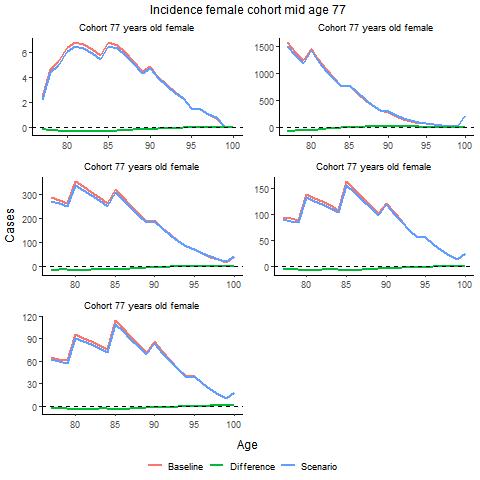 Incidence female cohort mid age 77
Cohort 77 years old female
Cohort 77 years old female
6
4
2
0
80 85 90 95 100
1500
1000
500
0
80 85 90 95 100
Cohort 77 years old female
Cohort 77 years old female
300
200
100
0
80 85 90 95 100
150
100
50
0
80 85 90 95 100
Cohort 77 years old female
120
90
60
30
0
80 85 90 95 100
Cases
Age
Baseline Difference Scenario